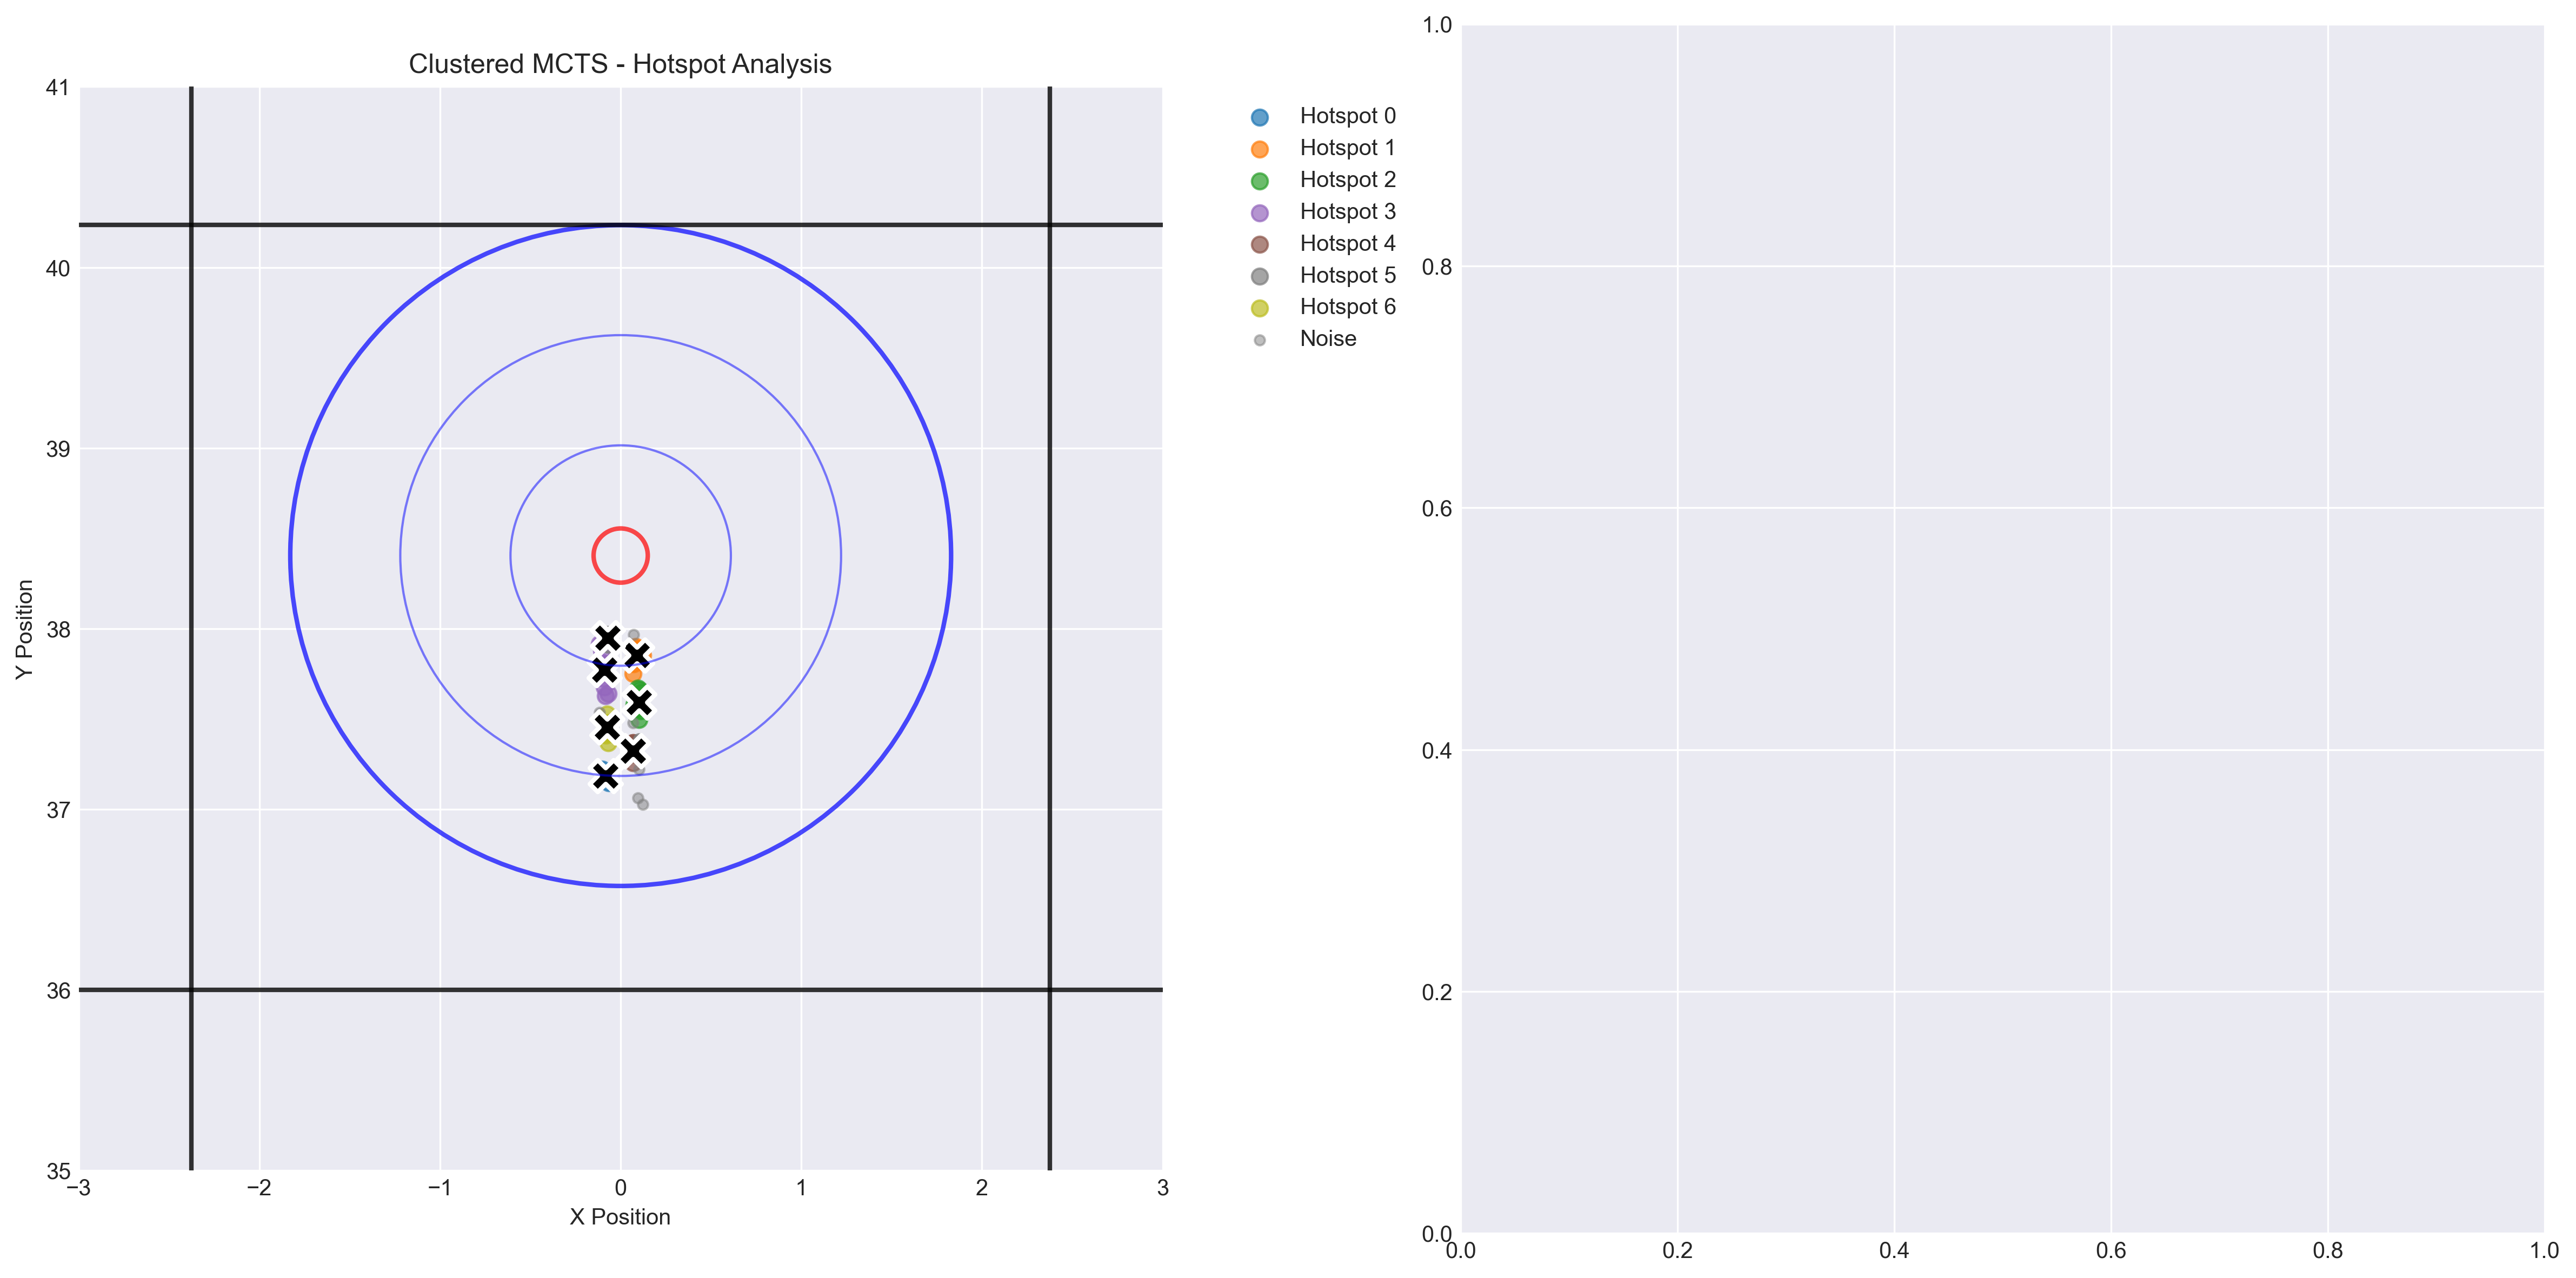 Clustered MCTS - Hotspot Analysis
41
40
39
38
37
36
35
Y Position
−3
−2
−1
0
1
2
3
X Position
Hotspot 0
Hotspot 1
Hotspot 2
Hotspot 3
Hotspot 4
Hotspot 5
Hotspot 6
Noise
1.0
0.8
0.6
0.4
0.2
0.0
0.0
0.2
0.4
0.6
0.8
1.0